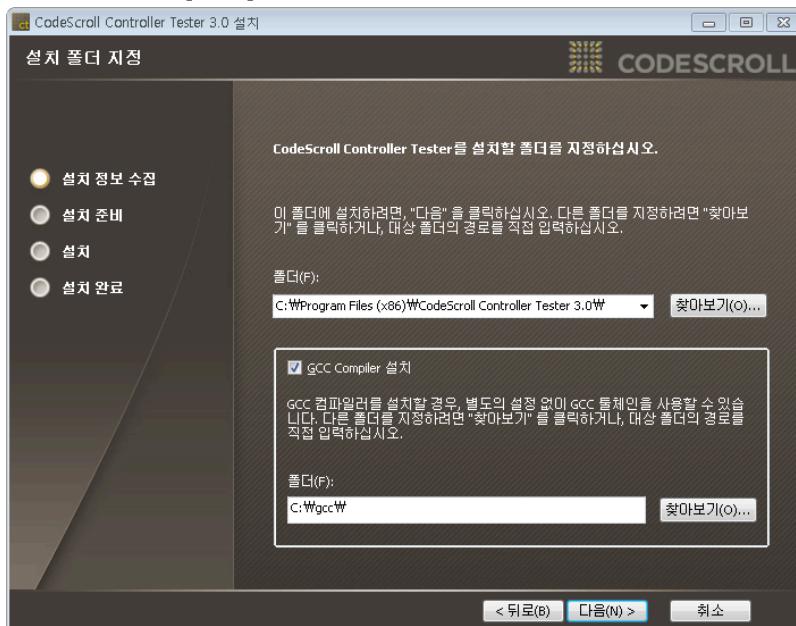 CodeScroll Controller Tester 3.0 설치
설치 폴더 지정
CODESCROLL
설치 정보 수집
설치 준비
설치
설치 완료
CodeScroll Controller Tester를 설치할 폴더를 지정하십시오.
이 폴더에 설치하려면, "다음" 을 클릭하십시오. 다른 폴더를 지정하려면 "찾아보
기" 를 클릭하거나, 대상 폴더의 경로를 직접 입력하십시오.
폴더(F):
C:₩Program Files (x86)₩CodeScroll Controller Tester 3.0₩
찾아보기(O)...
GCC Compiler 설치
GCC 컴파일러를 설치할 경우, 별도의 설정 없이 GCC 툴체인을 사용할 수 있습
니다. 다른 폴더를 지정하려면 "찾아보기" 를 클릭하거나, 대상 폴더의 경로를
직접 입력하십시오.
폴더(F):
C:₩gcc₩
찾아보기(O)...
< 뒤로(B)
다음(N) >
취소